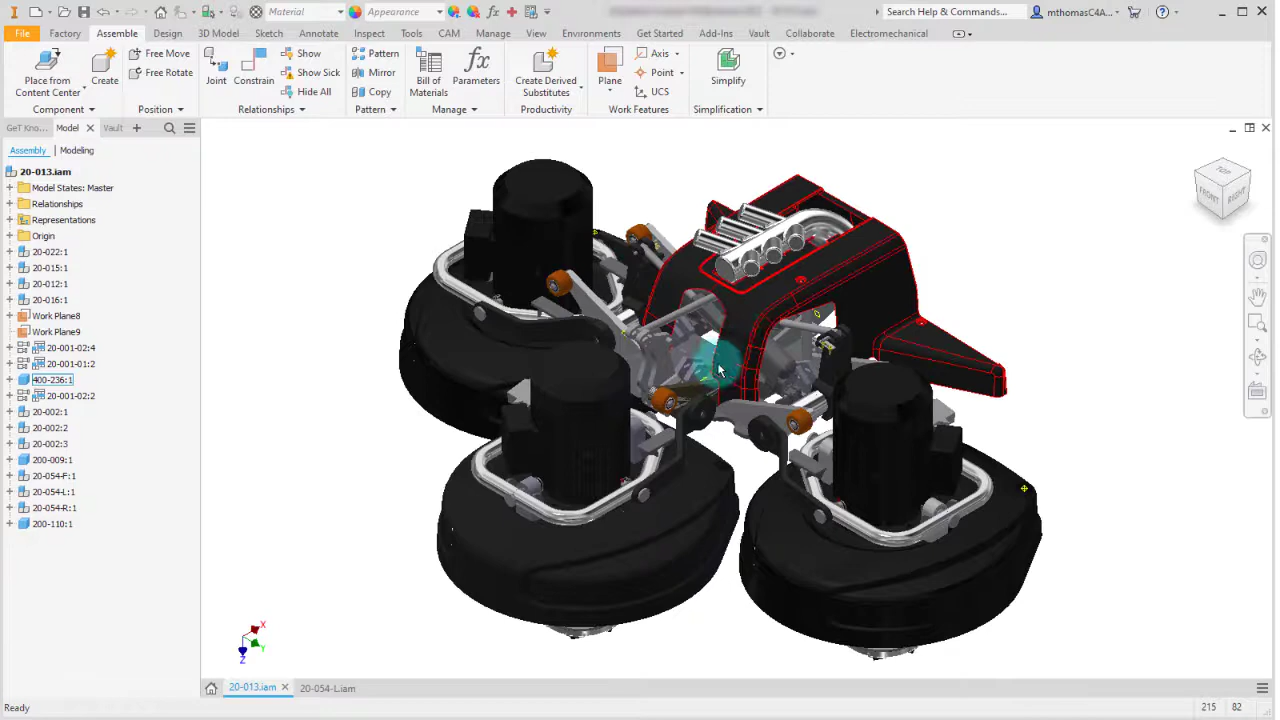 Material
Appearance
Search Help & Commands...
mthomasC4A...
File
Factory
Assemble
Design
3D Model
Sketch
Annotate
Inspect
Tools
CAM
Manage
View
Environments
Get Started
Add-Ins
Vault
Collaborate
Electromechanical
Place from
Content Center
Create
Free Move
Free Rotate
Joint
Constrain
Show
Show Sick
Hide All
Pattern
Mirror
Copy
Bill of
Materials
fx
Parameters
Create Derived
Substitutes
Plane
Axis
Point
UCS
Simplify
Component
Position
Relationships
Pattern
Manage
Productivity
Work Features
Simplification
GeT Kno...
Model
Vault
Assembly
Modeling
20-013.iam
Model States: Master
Relationships
Representations
Origin
20-022:1
20-015:1
20-012:1
20-016:1
Work Plane8
Work Plane9
20-001-02:4
20-001-01:2
400-236:1
20-001-02:2
20-002:1
20-002:2
20-002:3
200-009:1
20-054-F:1
20-054-L:1
20-054-R:1
200-110:1
TOP
FRONT
RIGHT
X
Y
Z
20-013.iam
20-054-L.iam
Ready
215
82